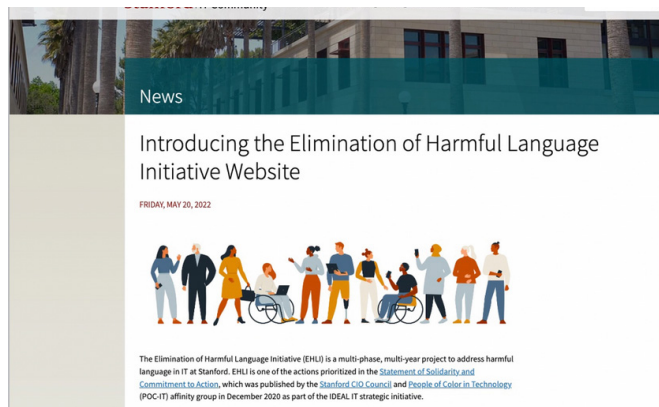 Community
News
Introducing the Elimination of Harmful Language
Initiative Website
FRIDAY, MAY 20, 2022
The Elimination of Harmful Language Initiative (EHLI) is a multi-phase, multi-year project to address harmful
language in IT at Stanford. EHLI is one of the actions prioritized in the Statement of Solidarity and
Commitment to Action, which was published by the Stanford CIO Council and People of Color in Technology
(POC-IT) affinity group in December 2020 as part of the IDEAL IT strategic initiative.